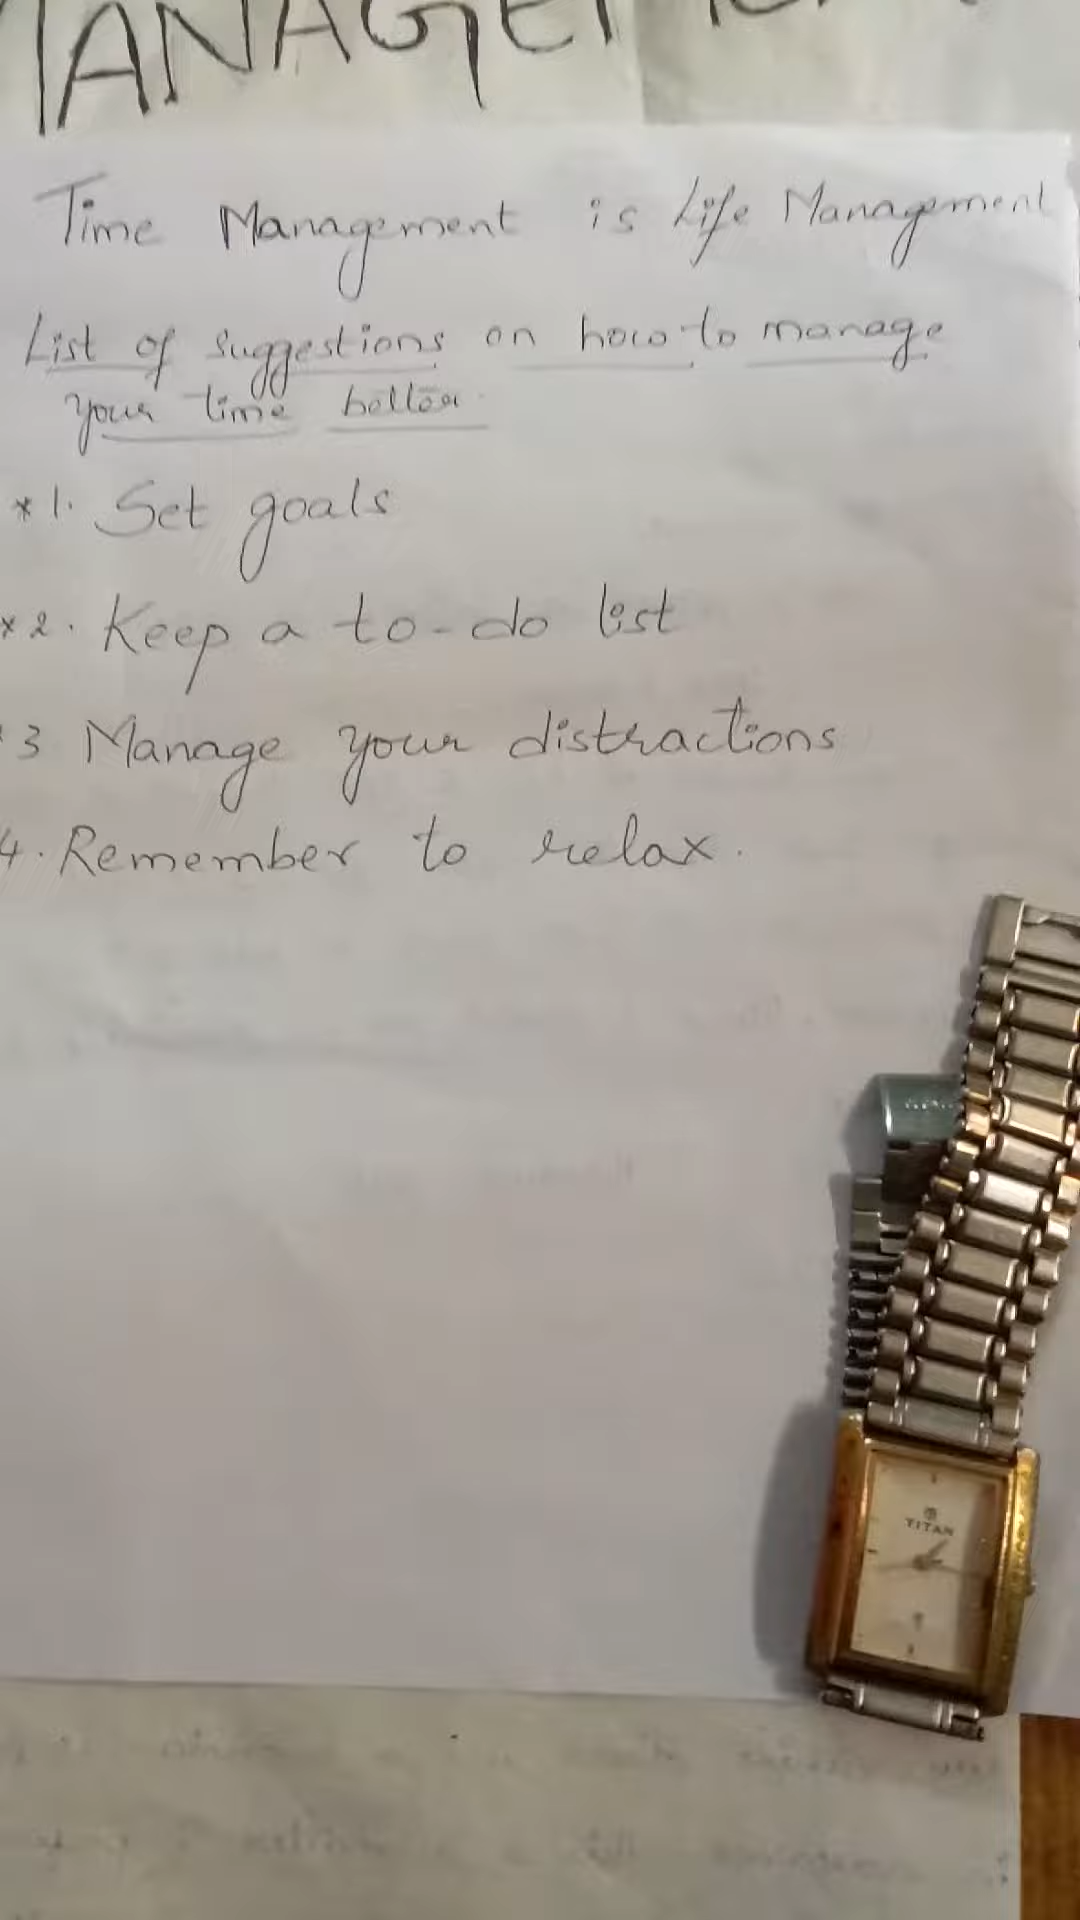 MANAGEMENT
Time Management is Life Management
List of suggestions on how to manage
your time better.
*1. Set goals
*2. Keep a to-do list
3 Manage your distractions
4. Remember to relax.
TITAN